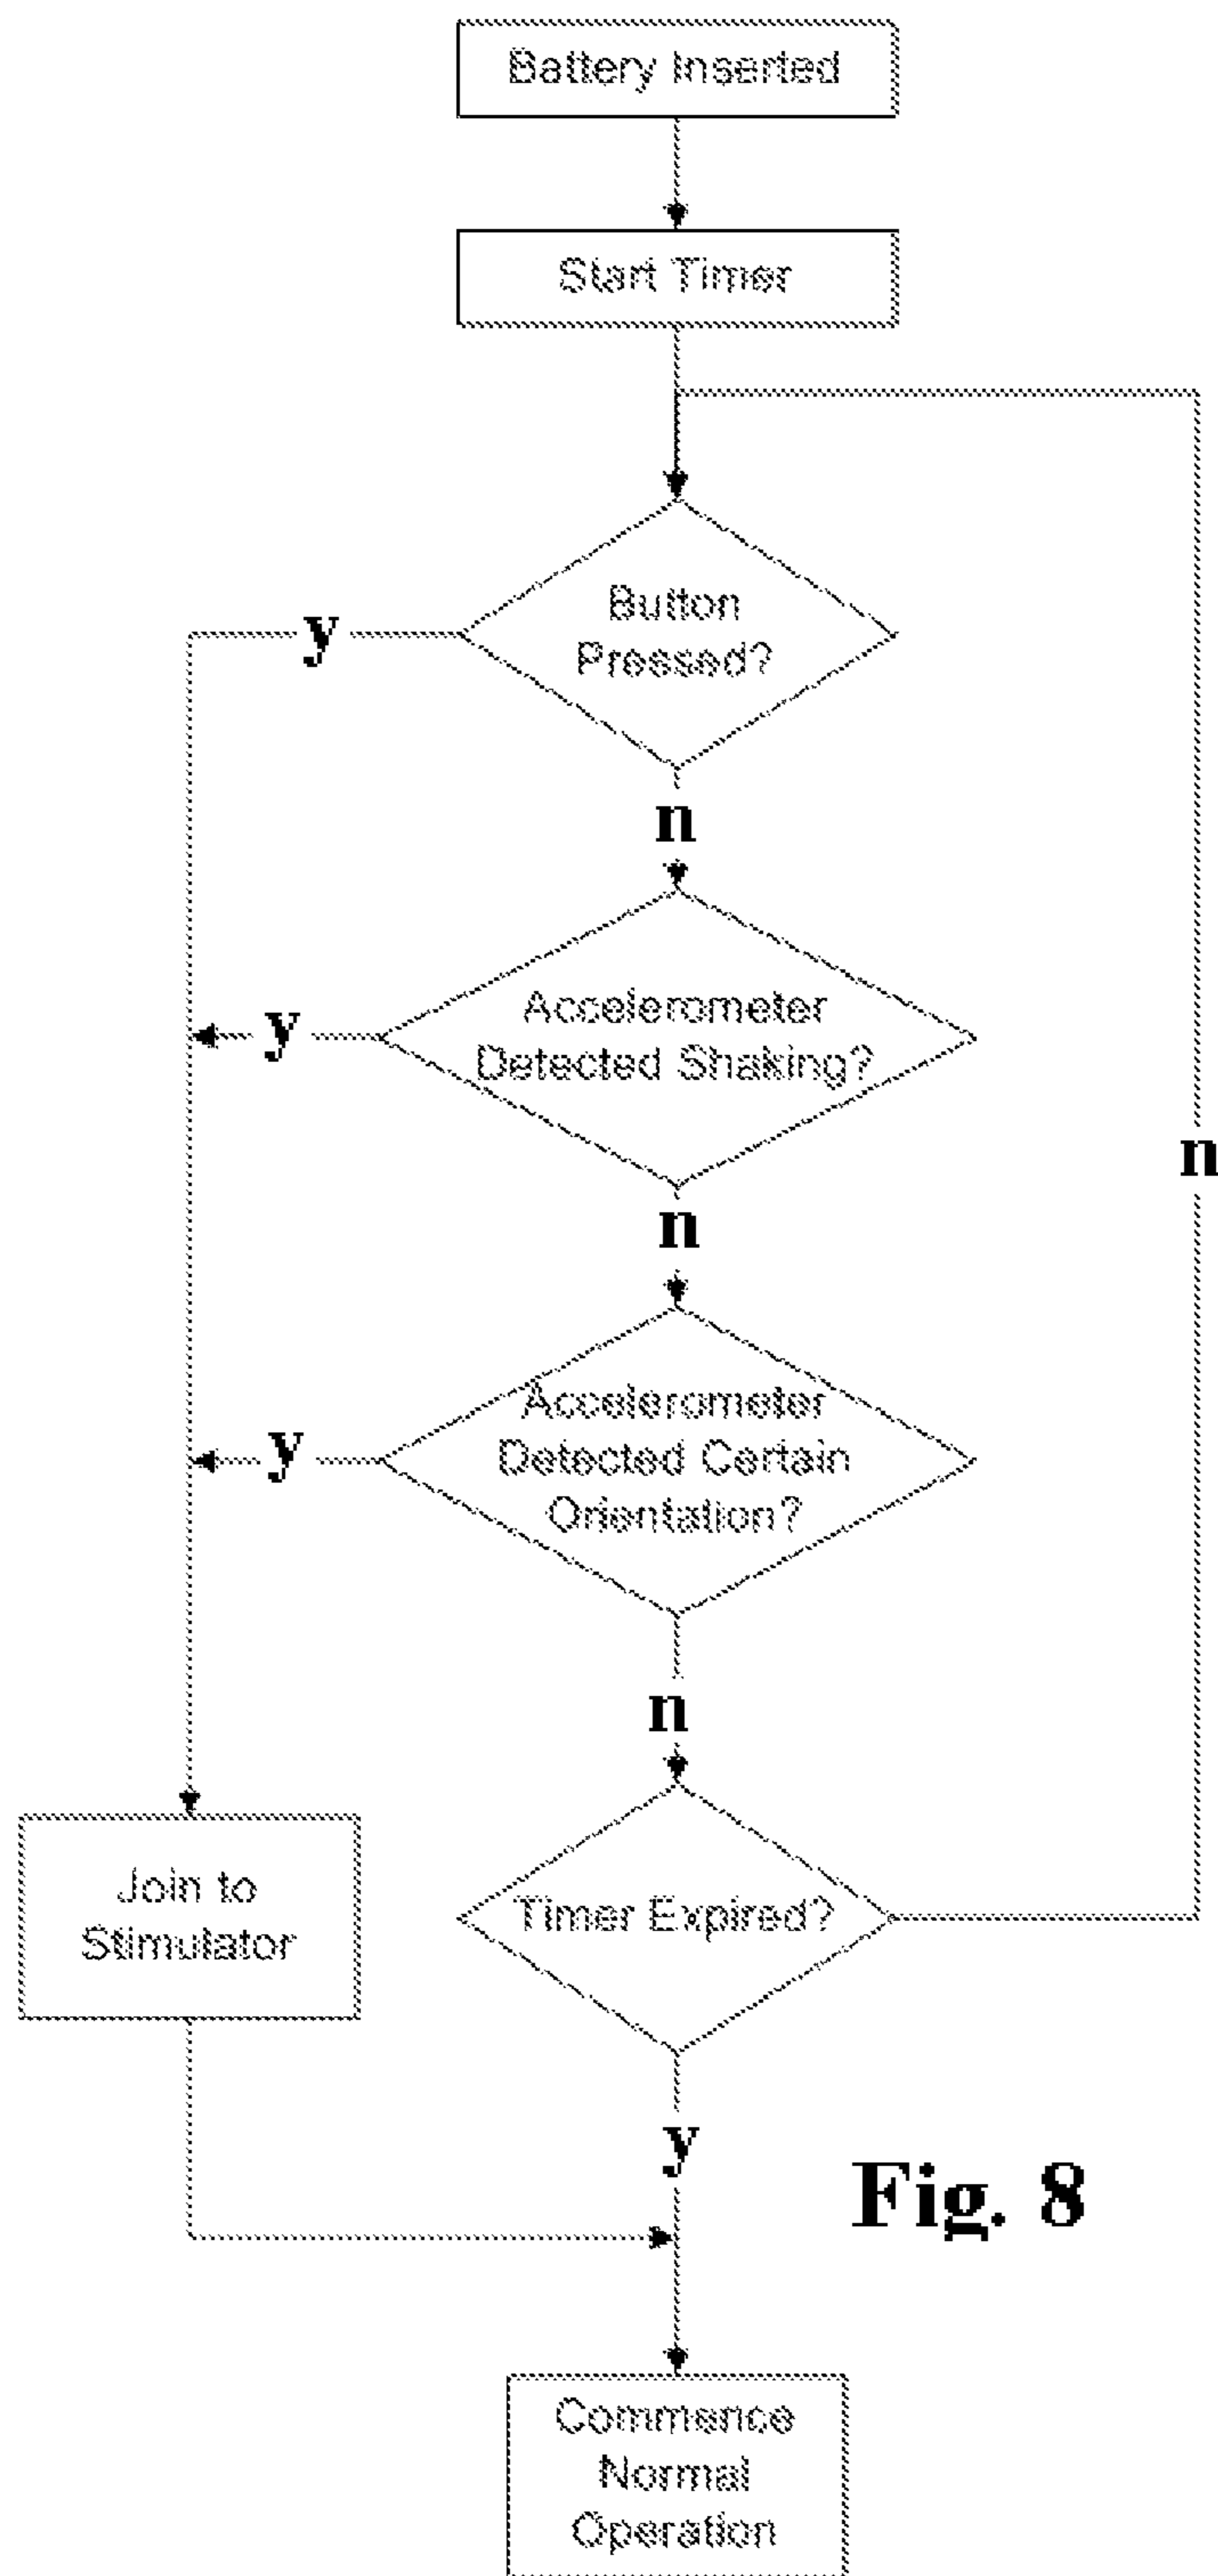 Battery Inserted
Start Timer
Button
Pressed?
y
n
Accelerometer
Detected Shaking?
y
n
n
Accelerometer
Detected Certain
Orientation?
y
n
Join to
Stimulator
Timer Expired?
y
Fig. 8
Commence
Normal
Operation